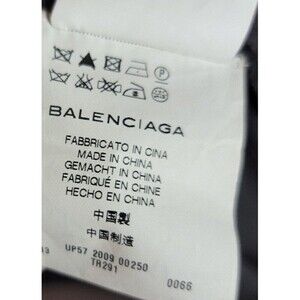 P
BALENCIAGA
FABBRICATO IN CINA
MADE IN CHINA
GEMACHT IN CHINA
FABRIQUÉ EN CHINE
HECHO EN CHINA
中国製
中国制造
UP57 2009 00250 0066
TR291